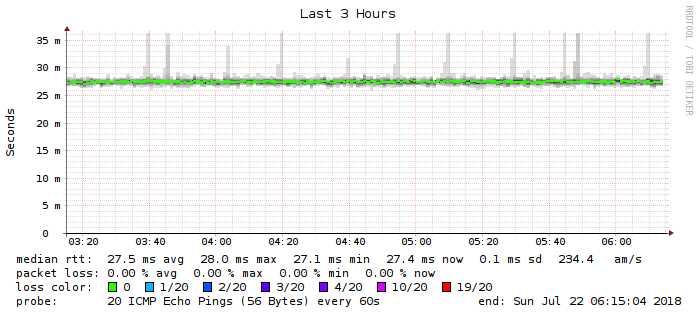 Last 3 Hours
RRDTOOL / TOBI OETIKER
Seconds
35 m
30 m
25 m
20 m
15 m
10 m
5 m
0
03:20 03:40 04:00 04:20 04:40 05:00 05:20 05:40 06:00
median rtt: 27.5 ms avg 28.0 ms max 27.1 ms min 27.4 ms now 0.1 ms sd 234.4 am/s
packet loss: 0.00 % avg 0.00 % max 0.00 % min 0.00 % now
loss color: 0 1/20 2/20 3/20 4/20 10/20 19/20
probe: 20 ICMP Echo Pings (56 Bytes) every 60s end: Sun Jul 22 06:15:04 2018